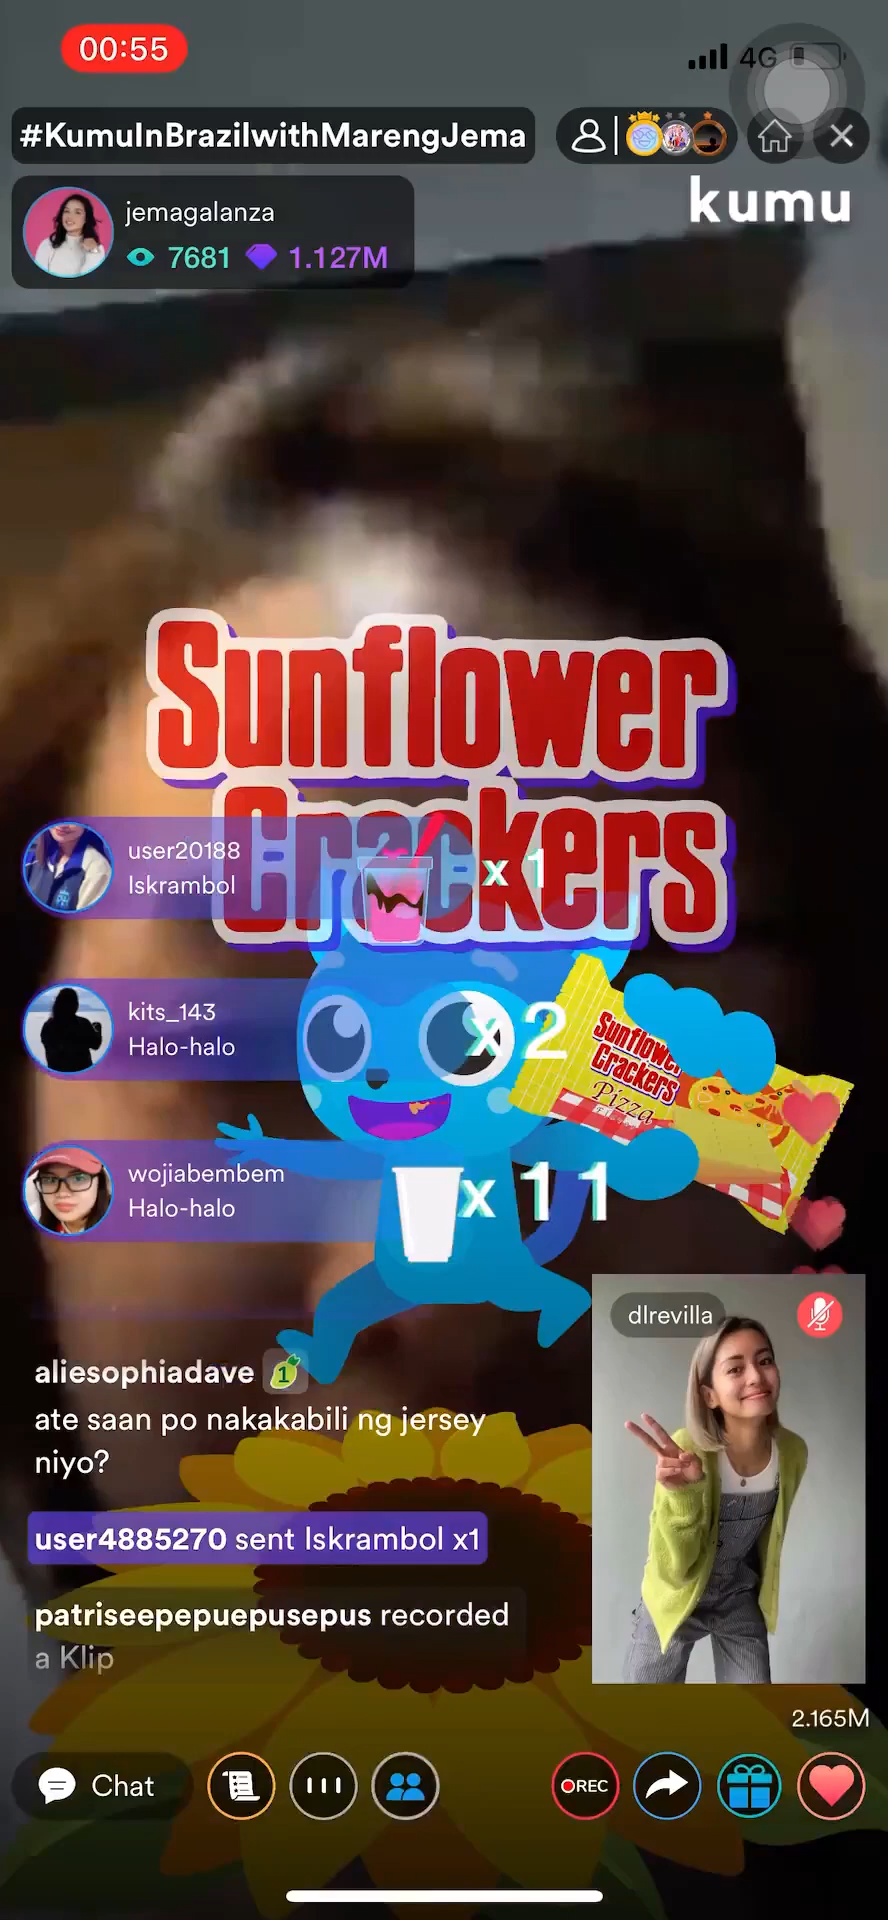 00:55
4G
#KumuInBrazilwithMarengJema
kumu
jemagalanza
7681 1.127M
Sunflower
Crackers
user20188
Iskrambol
x 1
kits_143
Halo-halo
x 2
Sunflower
Crackers
Pizza
wojiabembem
Halo-halo
x 11
dlrevilla
aliesophiadave 1
ate saan po nakakabili ng jersey
niyo?
user4885270 sent Iskrambol x1
patriseepepuepusepus recorded
a Klip
2.165M
Chat
REC